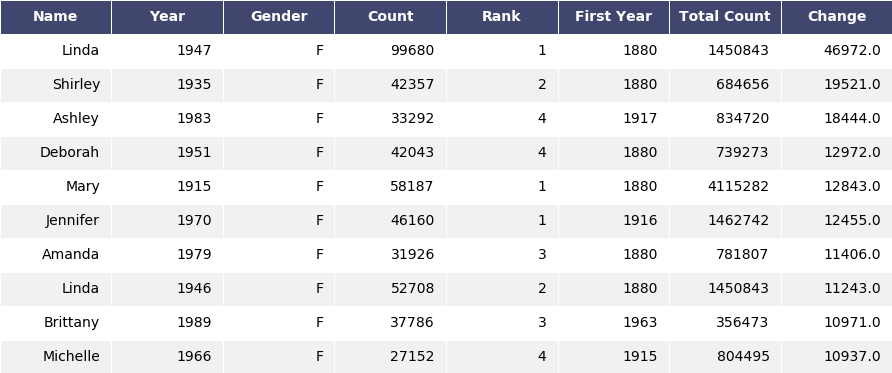 Name Year Gender Count Rank First Year Total Count Change
Linda 1947 F 99680 1 1880 1450843 46972.0
Shirley 1935 F 42357 2 1880 684656 19521.0
Ashley 1983 F 33292 4 1917 834720 18444.0
Deborah 1951 F 42043 4 1880 739273 12972.0
Mary 1915 F 58187 1 1880 4115282 12843.0
Jennifer 1970 F 46160 1 1916 1462742 12455.0
Amanda 1979 F 31926 3 1880 781807 11406.0
Linda 1946 F 52708 2 1880 1450843 11243.0
Brittany 1989 F 37786 3 1963 356473 10971.0
Michelle 1966 F 27152 4 1915 804495 10937.0